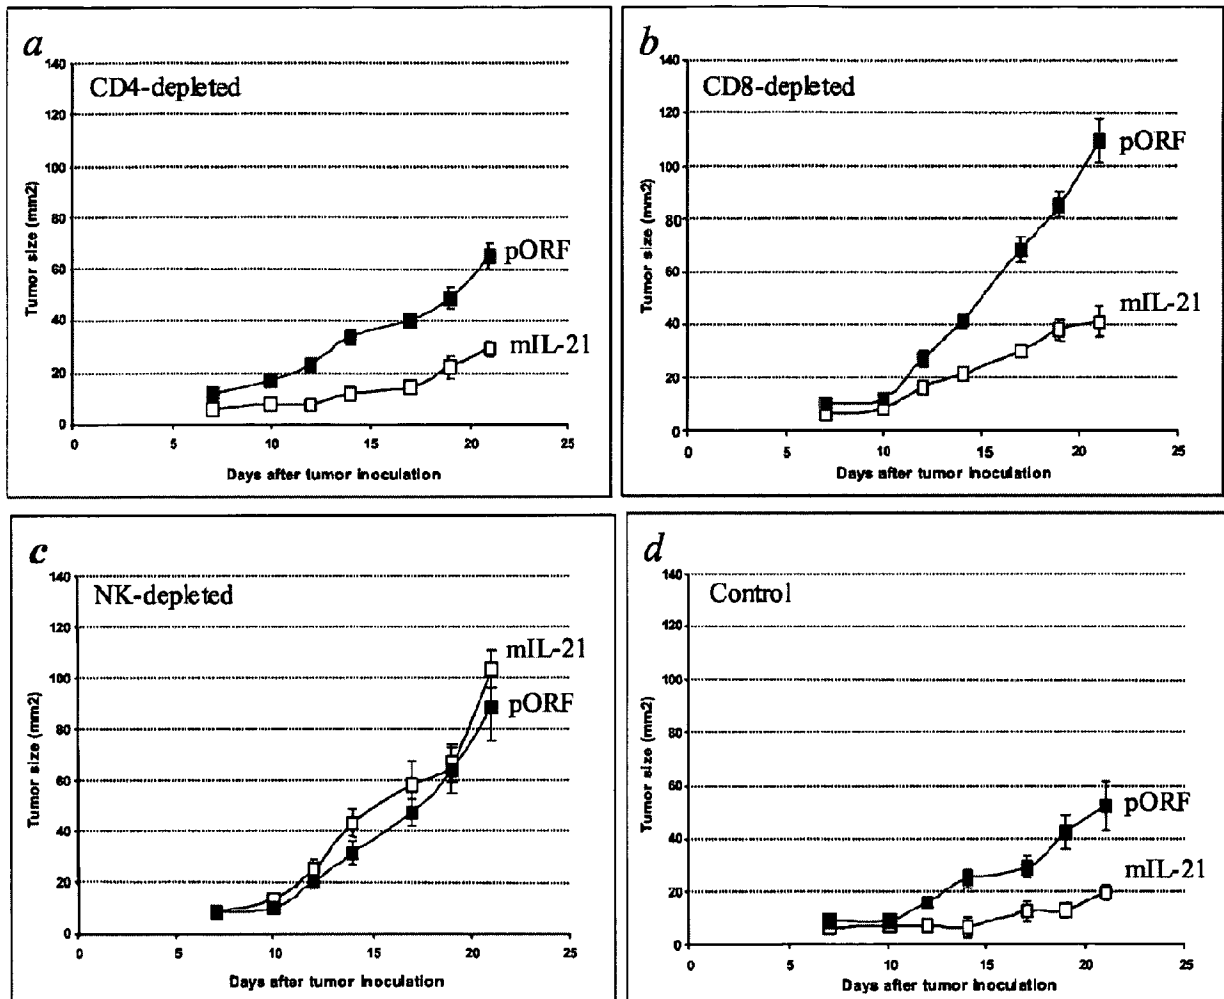 a
CD4-depleted
140
120
100
80
60
40
20
0
Tumor size (mm2)
pORF
mIL-21
0 5 10 15 20 25
Days after tumor inoculation
b
CD8-depleted
140
120
100
80
60
40
20
0
Tumor size (mm2)
pORF
mIL-21
0 5 10 15 20 25
Days after tumor inoculation
c
NK-depleted
140
120
100
80
60
40
20
0
Tumor size (mm2)
mIL-21
pORF
0 5 10 15 20 25
Days after tumor inoculation
d
Control
140
120
100
80
60
40
20
0
Tumor size (mm2)
pORF
mIL-21
0 5 10 15 20 25
Days after tumor inoculation